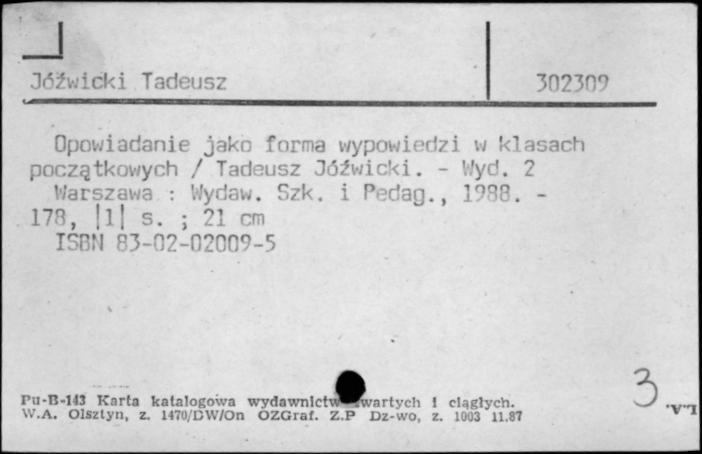 Jóźwicki Tadeusz 302309
Opowiadanie jako forma wypowiedzi w klasach
początkowych / Tadeusz Jóźwicki. - Wyd. 2
Warszawa : Wydaw. Szk. i Pedag., 1988. -
178, |1| s. ; 21 cm
ISBN 83-02-02009-5
3
Pu-B-143 Karta katalogowa wydawnictw zwartych i ciągłych.
W.A. Olsztyn, z. 1470/DW/On OZGraf. Z.P Dz-wo, z. 1003 11.87